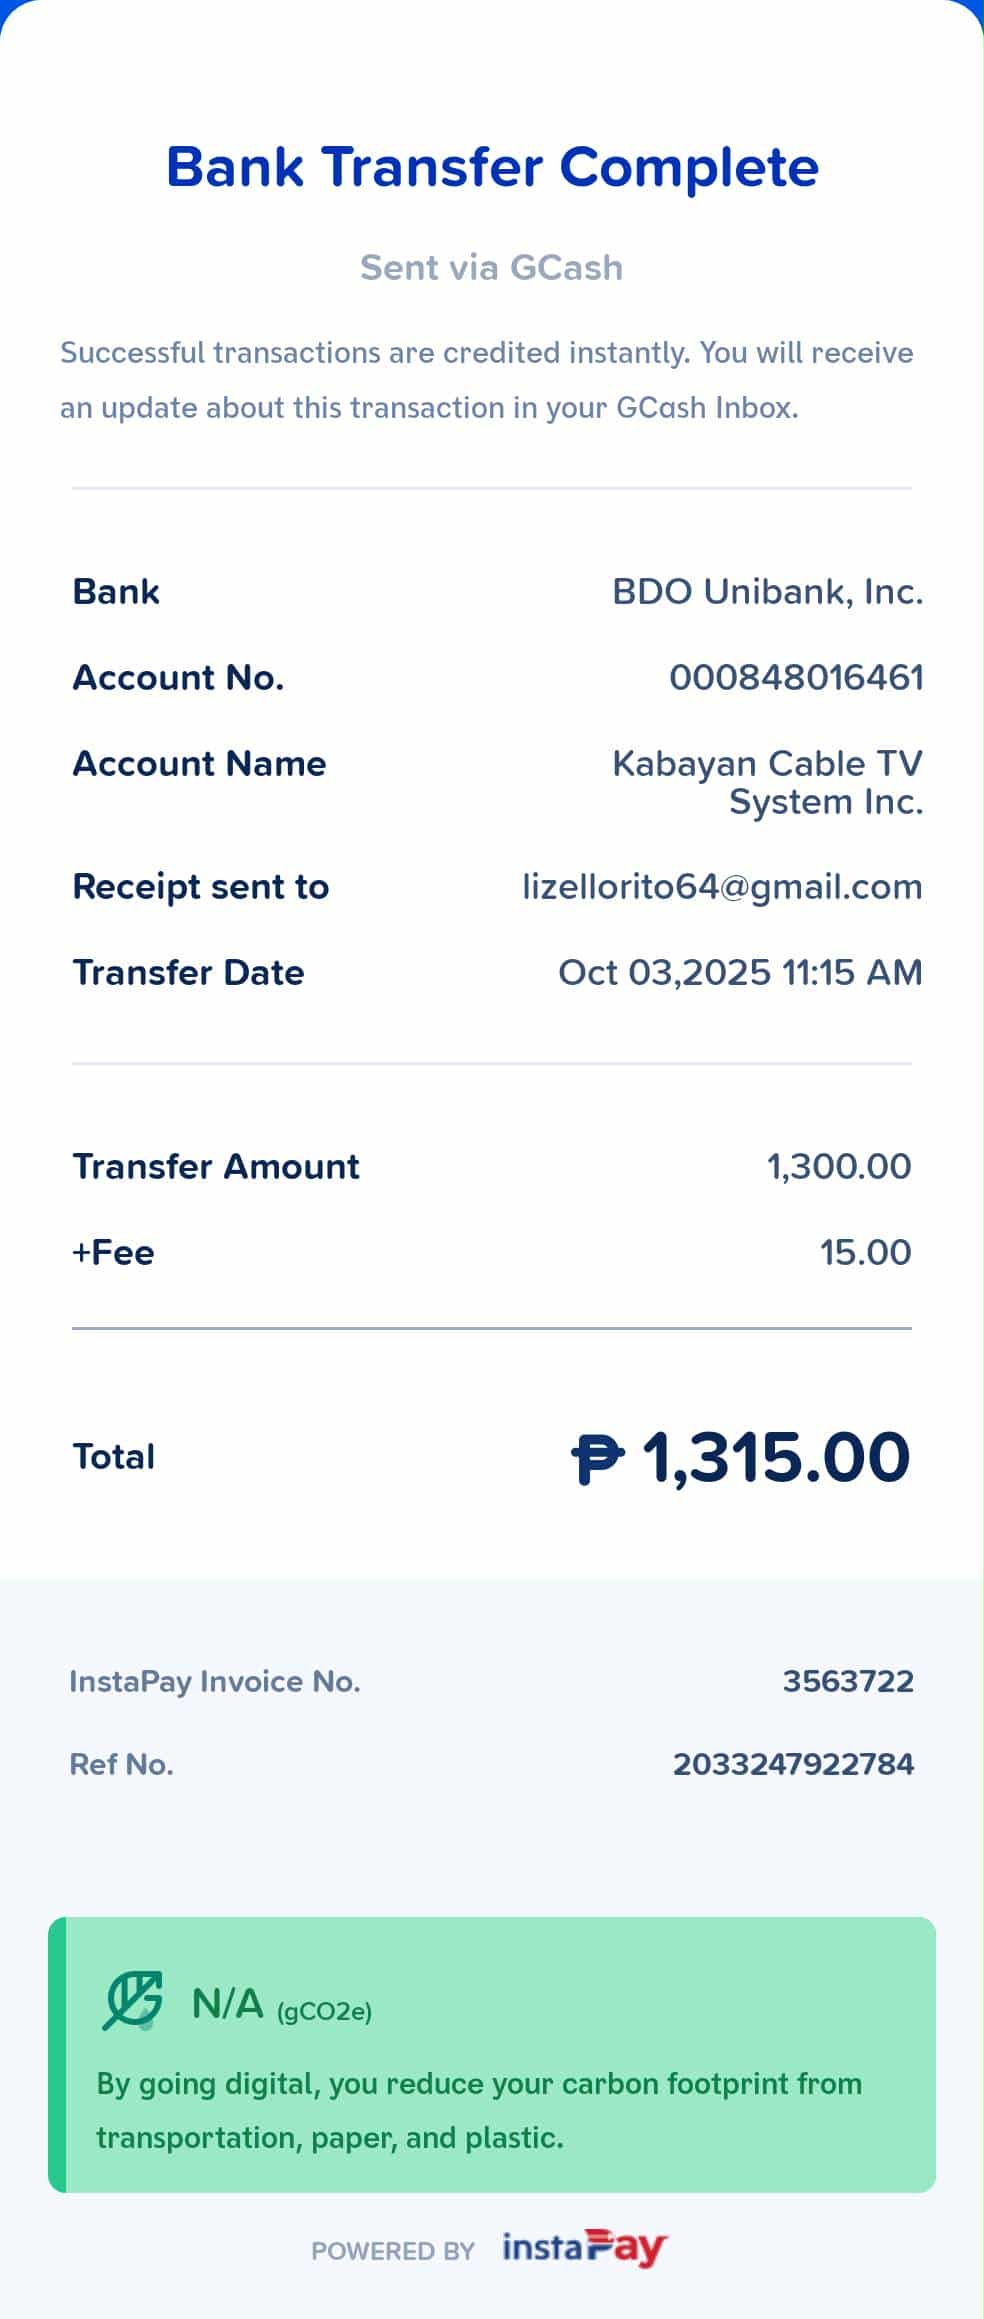 Bank Transfer Complete
Sent via GCash
Successful transactions are credited instantly. You will receive
an update about this transaction in your GCash Inbox.
Bank BDO Unibank, Inc.
Account No. 000848016461
Account Name Kabayan Cable TV
System Inc.
Receipt sent to lizellorito64@gmail.com
Transfer Date Oct 03,2025 11:15 AM
Transfer Amount 1,300.00
+Fee 15.00
Total ₱ 1,315.00
InstaPay Invoice No. 3563722
Ref No. 2033247922784
N/A (gCO2e)
By going digital, you reduce your carbon footprint from
transportation, paper, and plastic.
POWERED BY instaPay